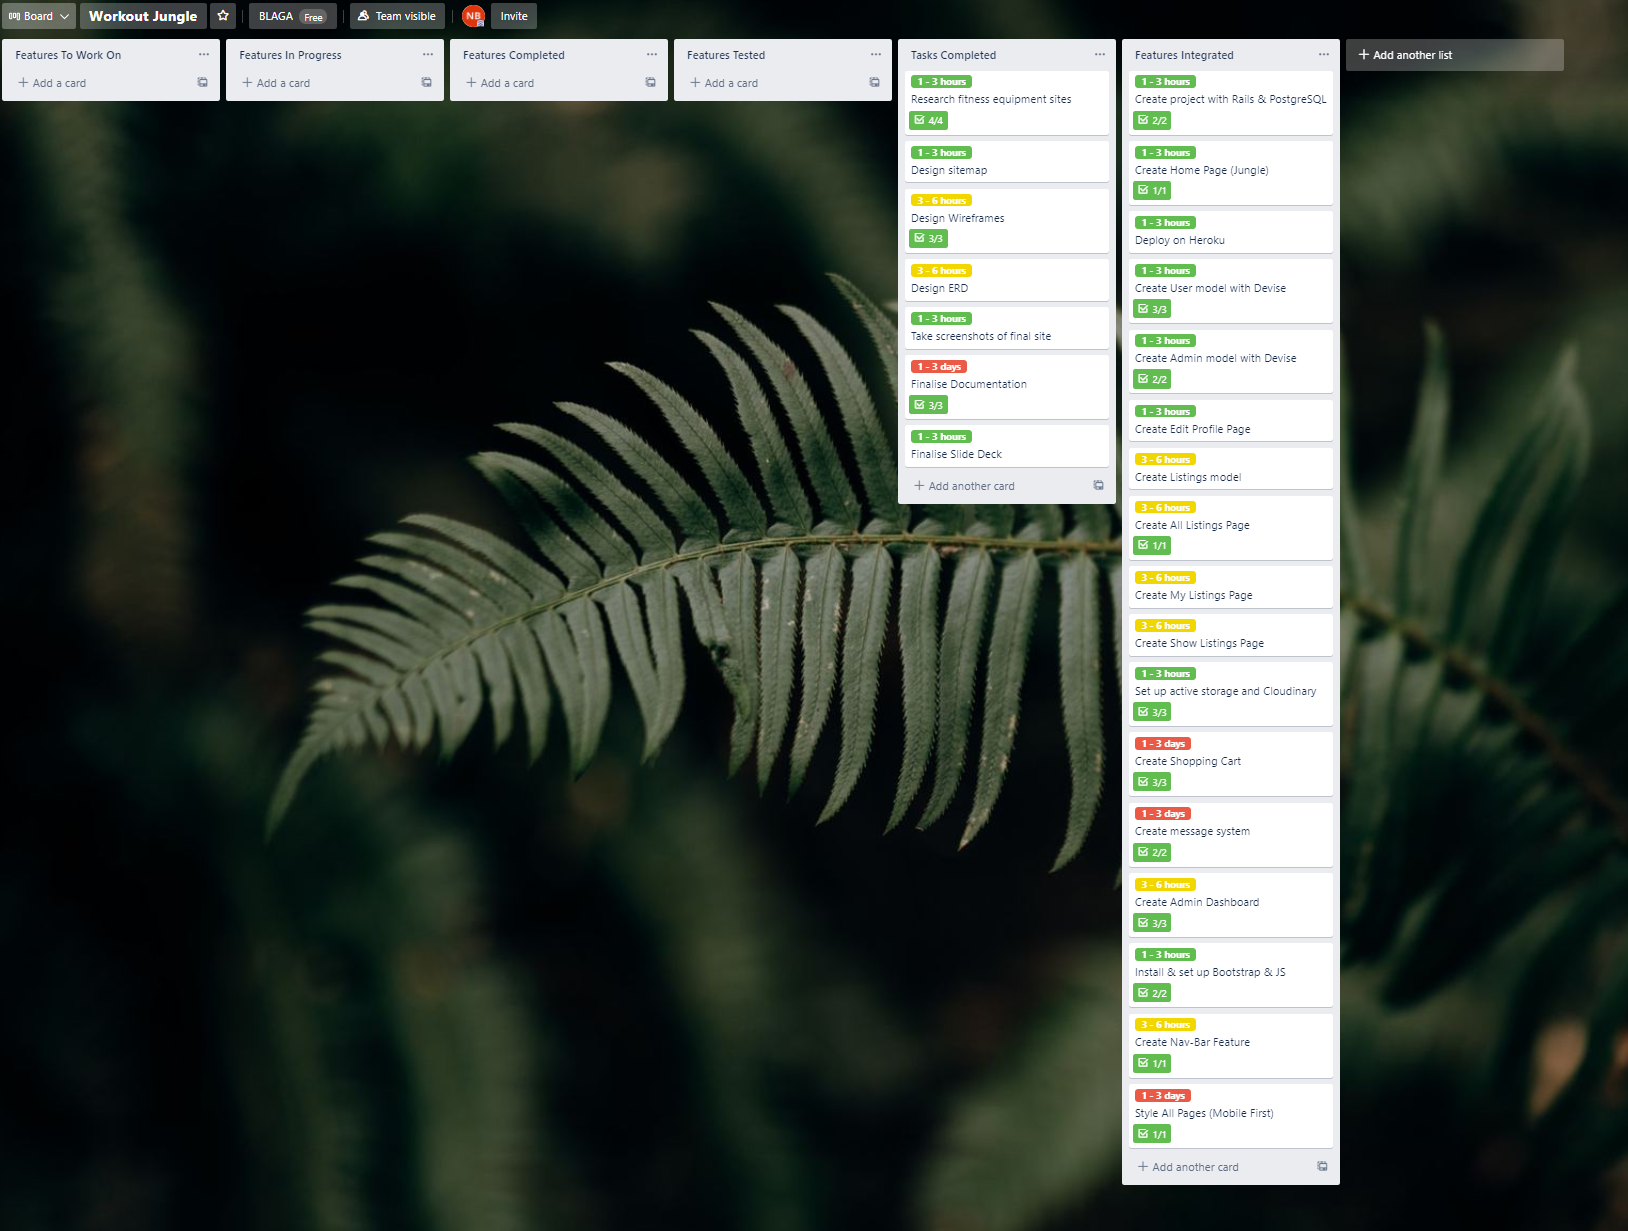 Board
Workout Jungle
BLAGA Free
Team visible
NB
Invite
Features To Work On
Add a card
Features In Progress
Add a card
Features Completed
Add a card
Features Tested
Add a card
Tasks Completed
1 - 3 hours
Research fitness equipment sites
4/4
1 - 3 hours
Design sitemap
3 - 6 hours
Design Wireframes
3/3
3 - 6 hours
Design ERD
1 - 3 hours
Take screenshots of final site
1 - 3 days
Finalise Documentation
3/3
1 - 3 hours
Finalise Slide Deck
Add another card
Features Integrated
1 - 3 hours
Create project with Rails & PostgreSQL
2/2
1 - 3 hours
Create Home Page (Jungle)
1/1
1 - 3 hours
Deploy on Heroku
1 - 3 hours
Create User model with Devise
3/3
1 - 3 hours
Create Admin model with Devise
2/2
1 - 3 hours
Create Edit Profile Page
3 - 6 hours
Create Listings model
3 - 6 hours
Create All Listings Page
1/1
3 - 6 hours
Create My Listings Page
3 - 6 hours
Create Show Listings Page
1 - 3 hours
Set up active storage and Cloudinary
3/3
1 - 3 days
Create Shopping Cart
3/3
1 - 3 days
Create message system
2/2
3 - 6 hours
Create Admin Dashboard
3/3
1 - 3 hours
Install & set up Bootstrap & JS
2/2
3 - 6 hours
Create Nav-Bar Feature
1/1
1 - 3 days
Style All Pages (Mobile First)
1/1
Add another card
Add another list